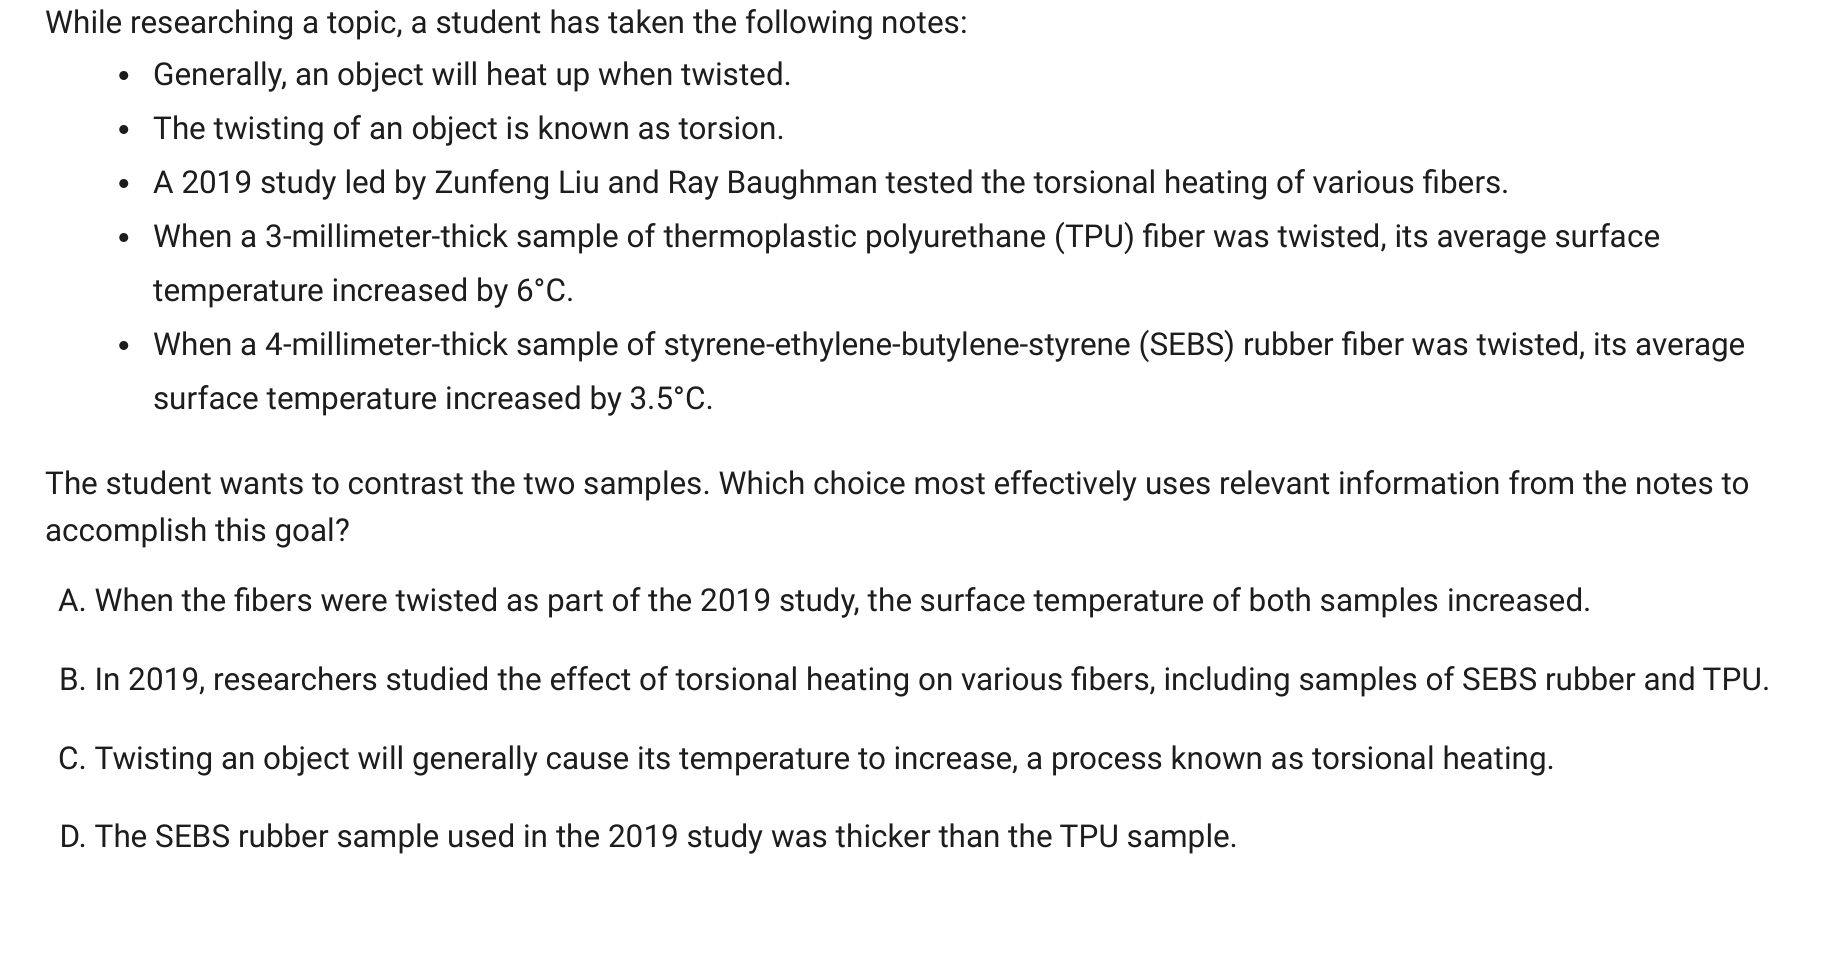 While researching a topic, a student has taken the following notes:
• Generally, an object will heat up when twisted.
• The twisting of an object is known as torsion.
• A 2019 study led by Zunfeng Liu and Ray Baughman tested the torsional heating of various fibers.
• When a 3-millimeter-thick sample of thermoplastic polyurethane (TPU) fiber was twisted, its average surface
temperature increased by 6°C.
• When a 4-millimeter-thick sample of styrene-ethylene-butylene-styrene (SEBS) rubber fiber was twisted, its average
surface temperature increased by 3.5°C.
The student wants to contrast the two samples. Which choice most effectively uses relevant information from the notes to
accomplish this goal?
A. When the fibers were twisted as part of the 2019 study, the surface temperature of both samples increased.
B. In 2019, researchers studied the effect of torsional heating on various fibers, including samples of SEBS rubber and TPU.
C. Twisting an object will generally cause its temperature to increase, a process known as torsional heating.
D. The SEBS rubber sample used in the 2019 study was thicker than the TPU sample.